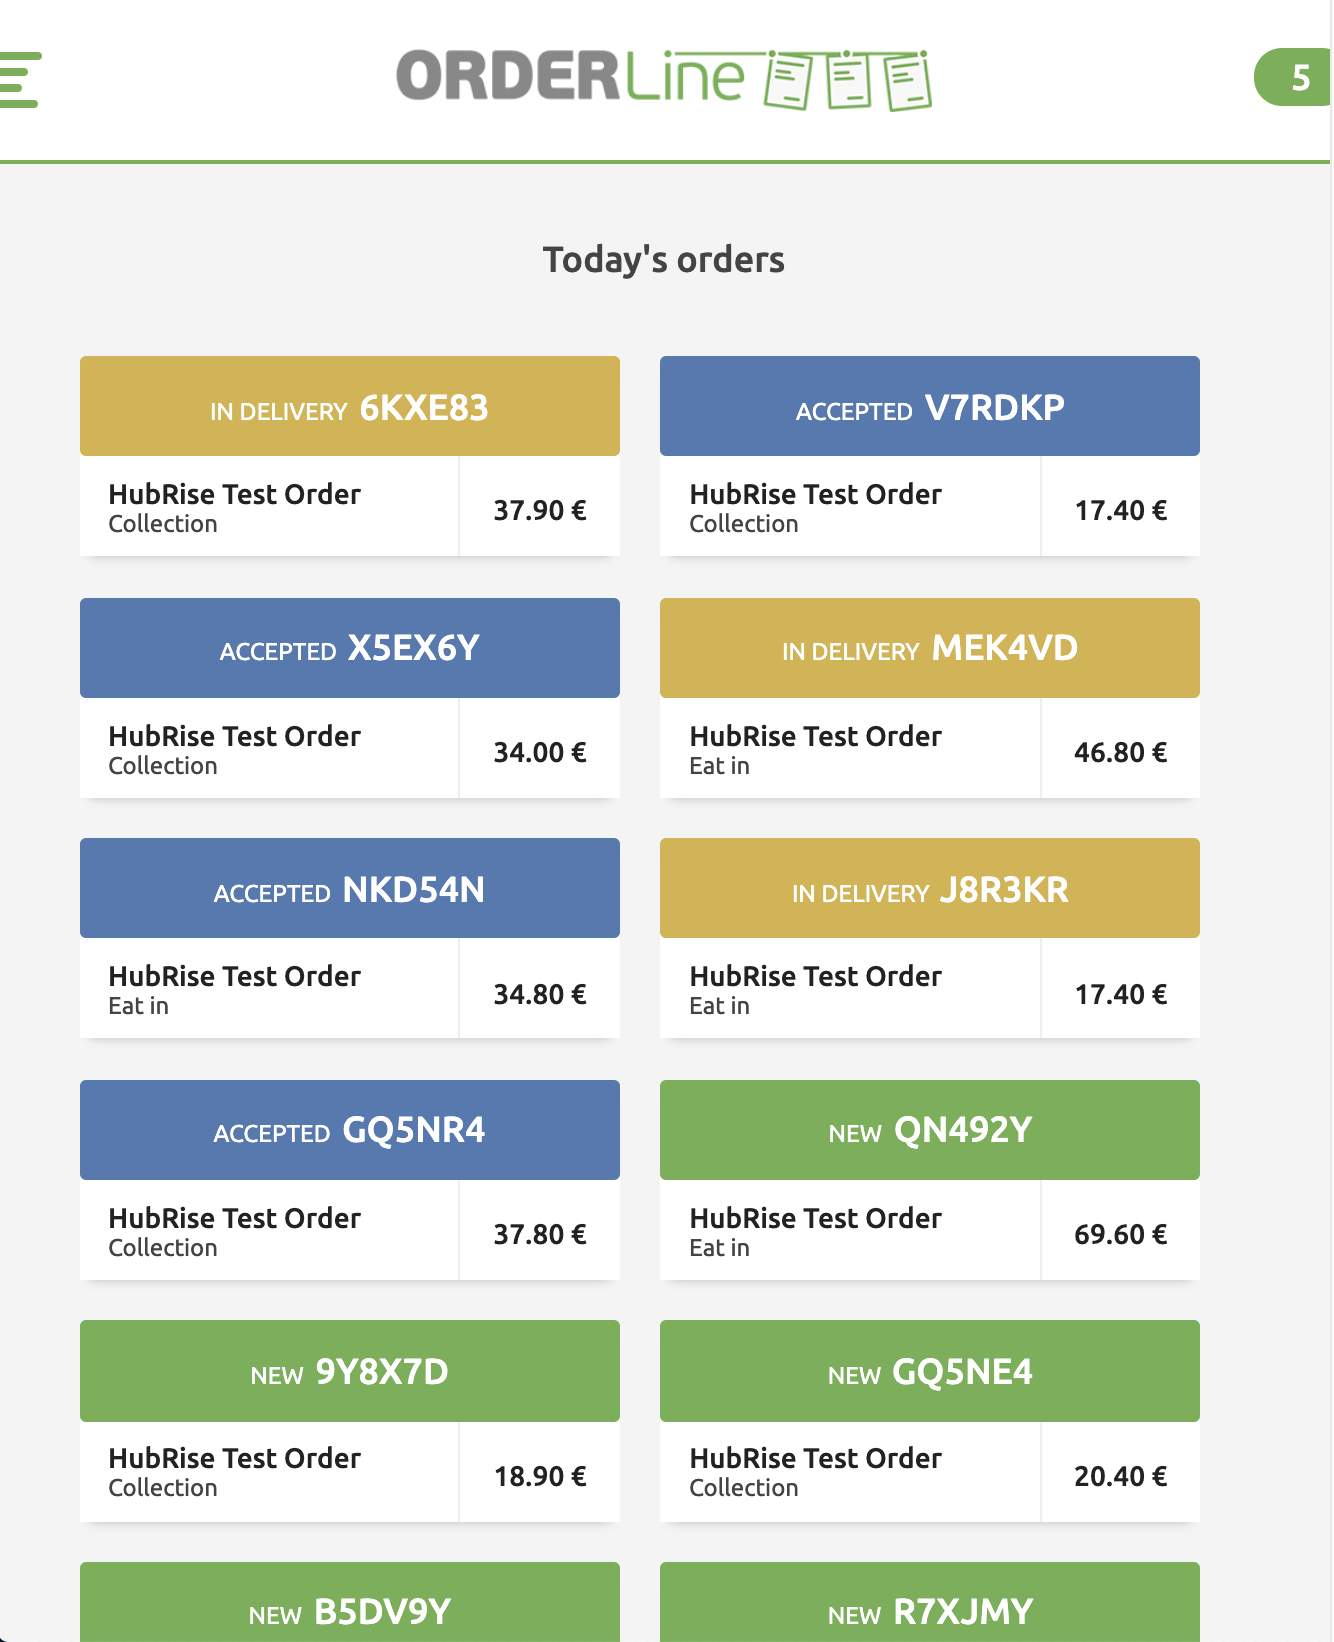 ORDERLine
5
Today's orders
IN DELIVERY 6KXE83
HubRise Test Order
Collection
37.90 €
ACCEPTED V7RDKP
HubRise Test Order
Collection
17.40 €
ACCEPTED X5EX6Y
HubRise Test Order
Collection
34.00 €
IN DELIVERY MEK4VD
HubRise Test Order
Eat in
46.80 €
ACCEPTED NKD54N
HubRise Test Order
Eat in
34.80 €
IN DELIVERY J8R3KR
HubRise Test Order
Eat in
17.40 €
ACCEPTED GQ5NR4
HubRise Test Order
Collection
37.80 €
NEW QN492Y
HubRise Test Order
Eat in
69.60 €
NEW 9Y8X7D
HubRise Test Order
Collection
18.90 €
NEW GQ5NE4
HubRise Test Order
Collection
20.40 €
NEW B5DV9Y
NEW R7XJMY